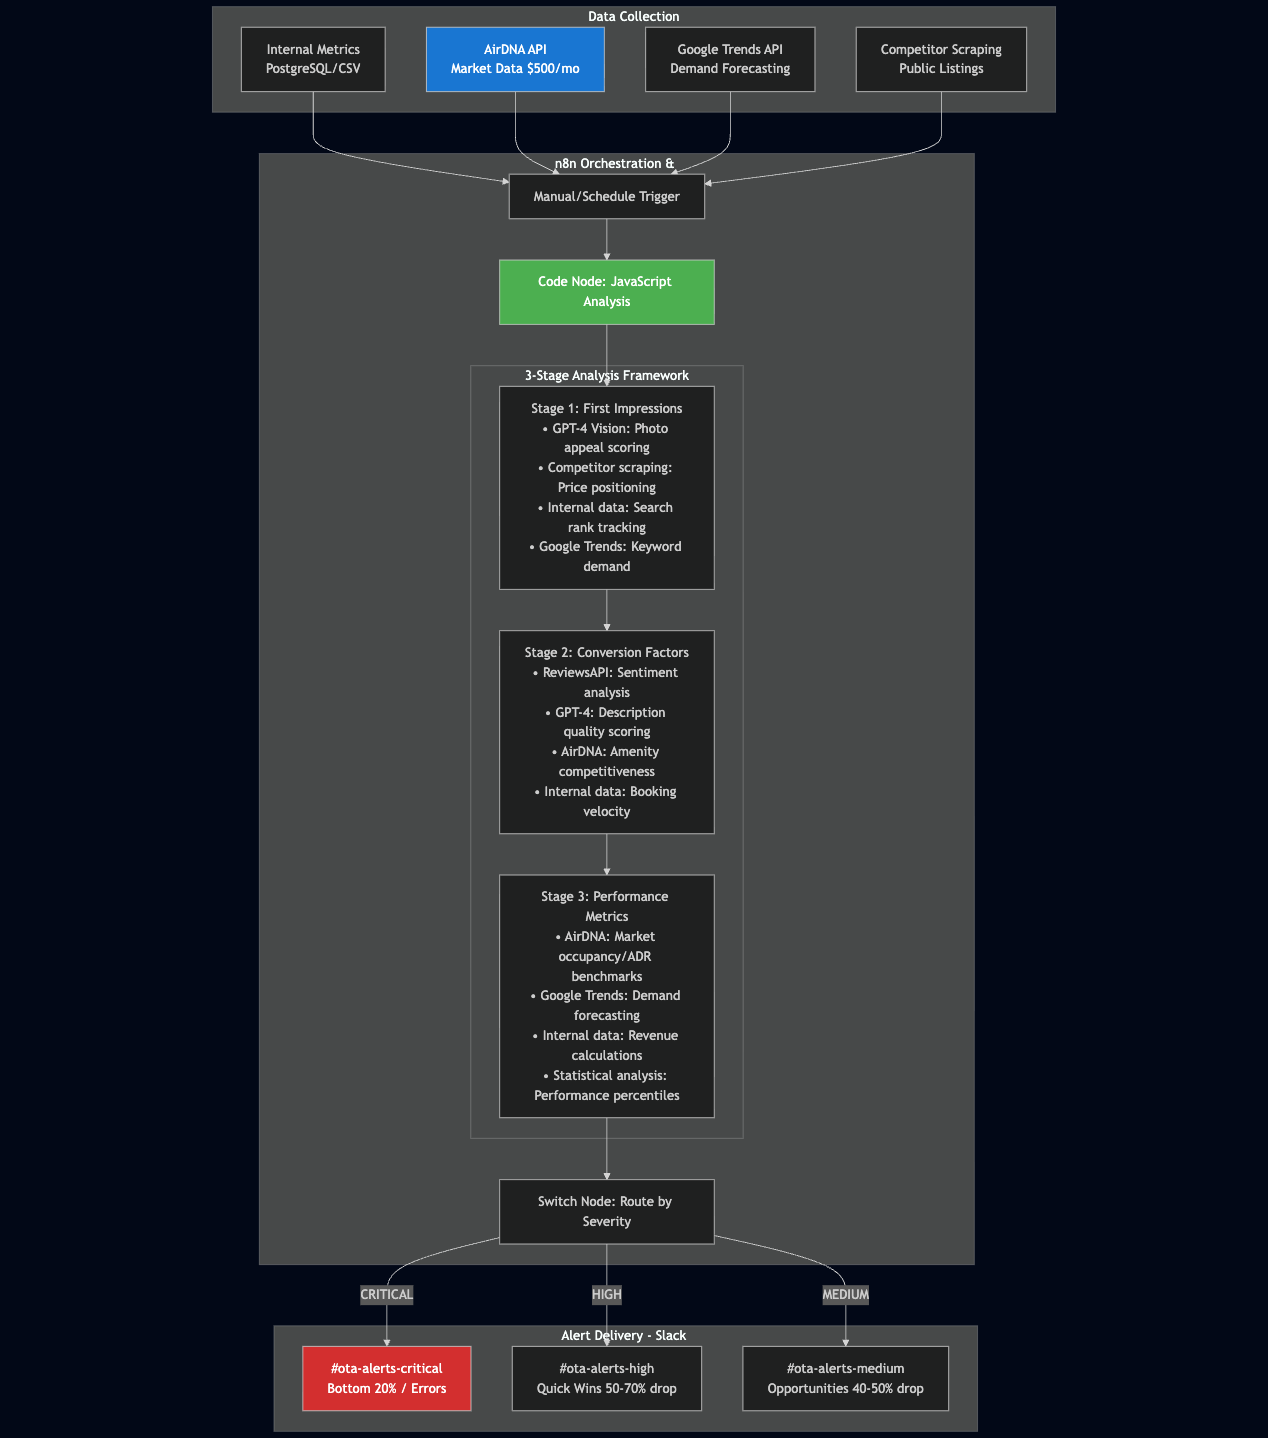 Data Collection
Internal Metrics
PostgreSQL/CSV
AirDNA API
Market Data $500/mo
Google Trends API
Demand Forecasting
Competitor Scraping
Public Listings
n8n Orchestration &
Manual/Schedule Trigger
Code Node: JavaScript
Analysis
3-Stage Analysis Framework
Stage 1: First Impressions
• GPT-4 Vision: Photo
appeal scoring
• Competitor scraping:
Price positioning
• Internal data: Search
rank tracking
• Google Trends: Keyword
demand
Stage 2: Conversion Factors
• ReviewsAPI: Sentiment
analysis
• GPT-4: Description
quality scoring
• AirDNA: Amenity
competitiveness
• Internal data: Booking
velocity
Stage 3: Performance
Metrics
• AirDNA: Market
occupancy/ADR
benchmarks
• Google Trends: Demand
forecasting
• Internal data: Revenue
calculations
• Statistical analysis:
Performance percentiles
Switch Node: Route by
Severity
CRITICAL
HIGH
MEDIUM
Alert Delivery - Slack
#ota-alerts-critical
Bottom 20% / Errors
#ota-alerts-high
Quick Wins 50-70% drop
#ota-alerts-medium
Opportunities 40-50% drop